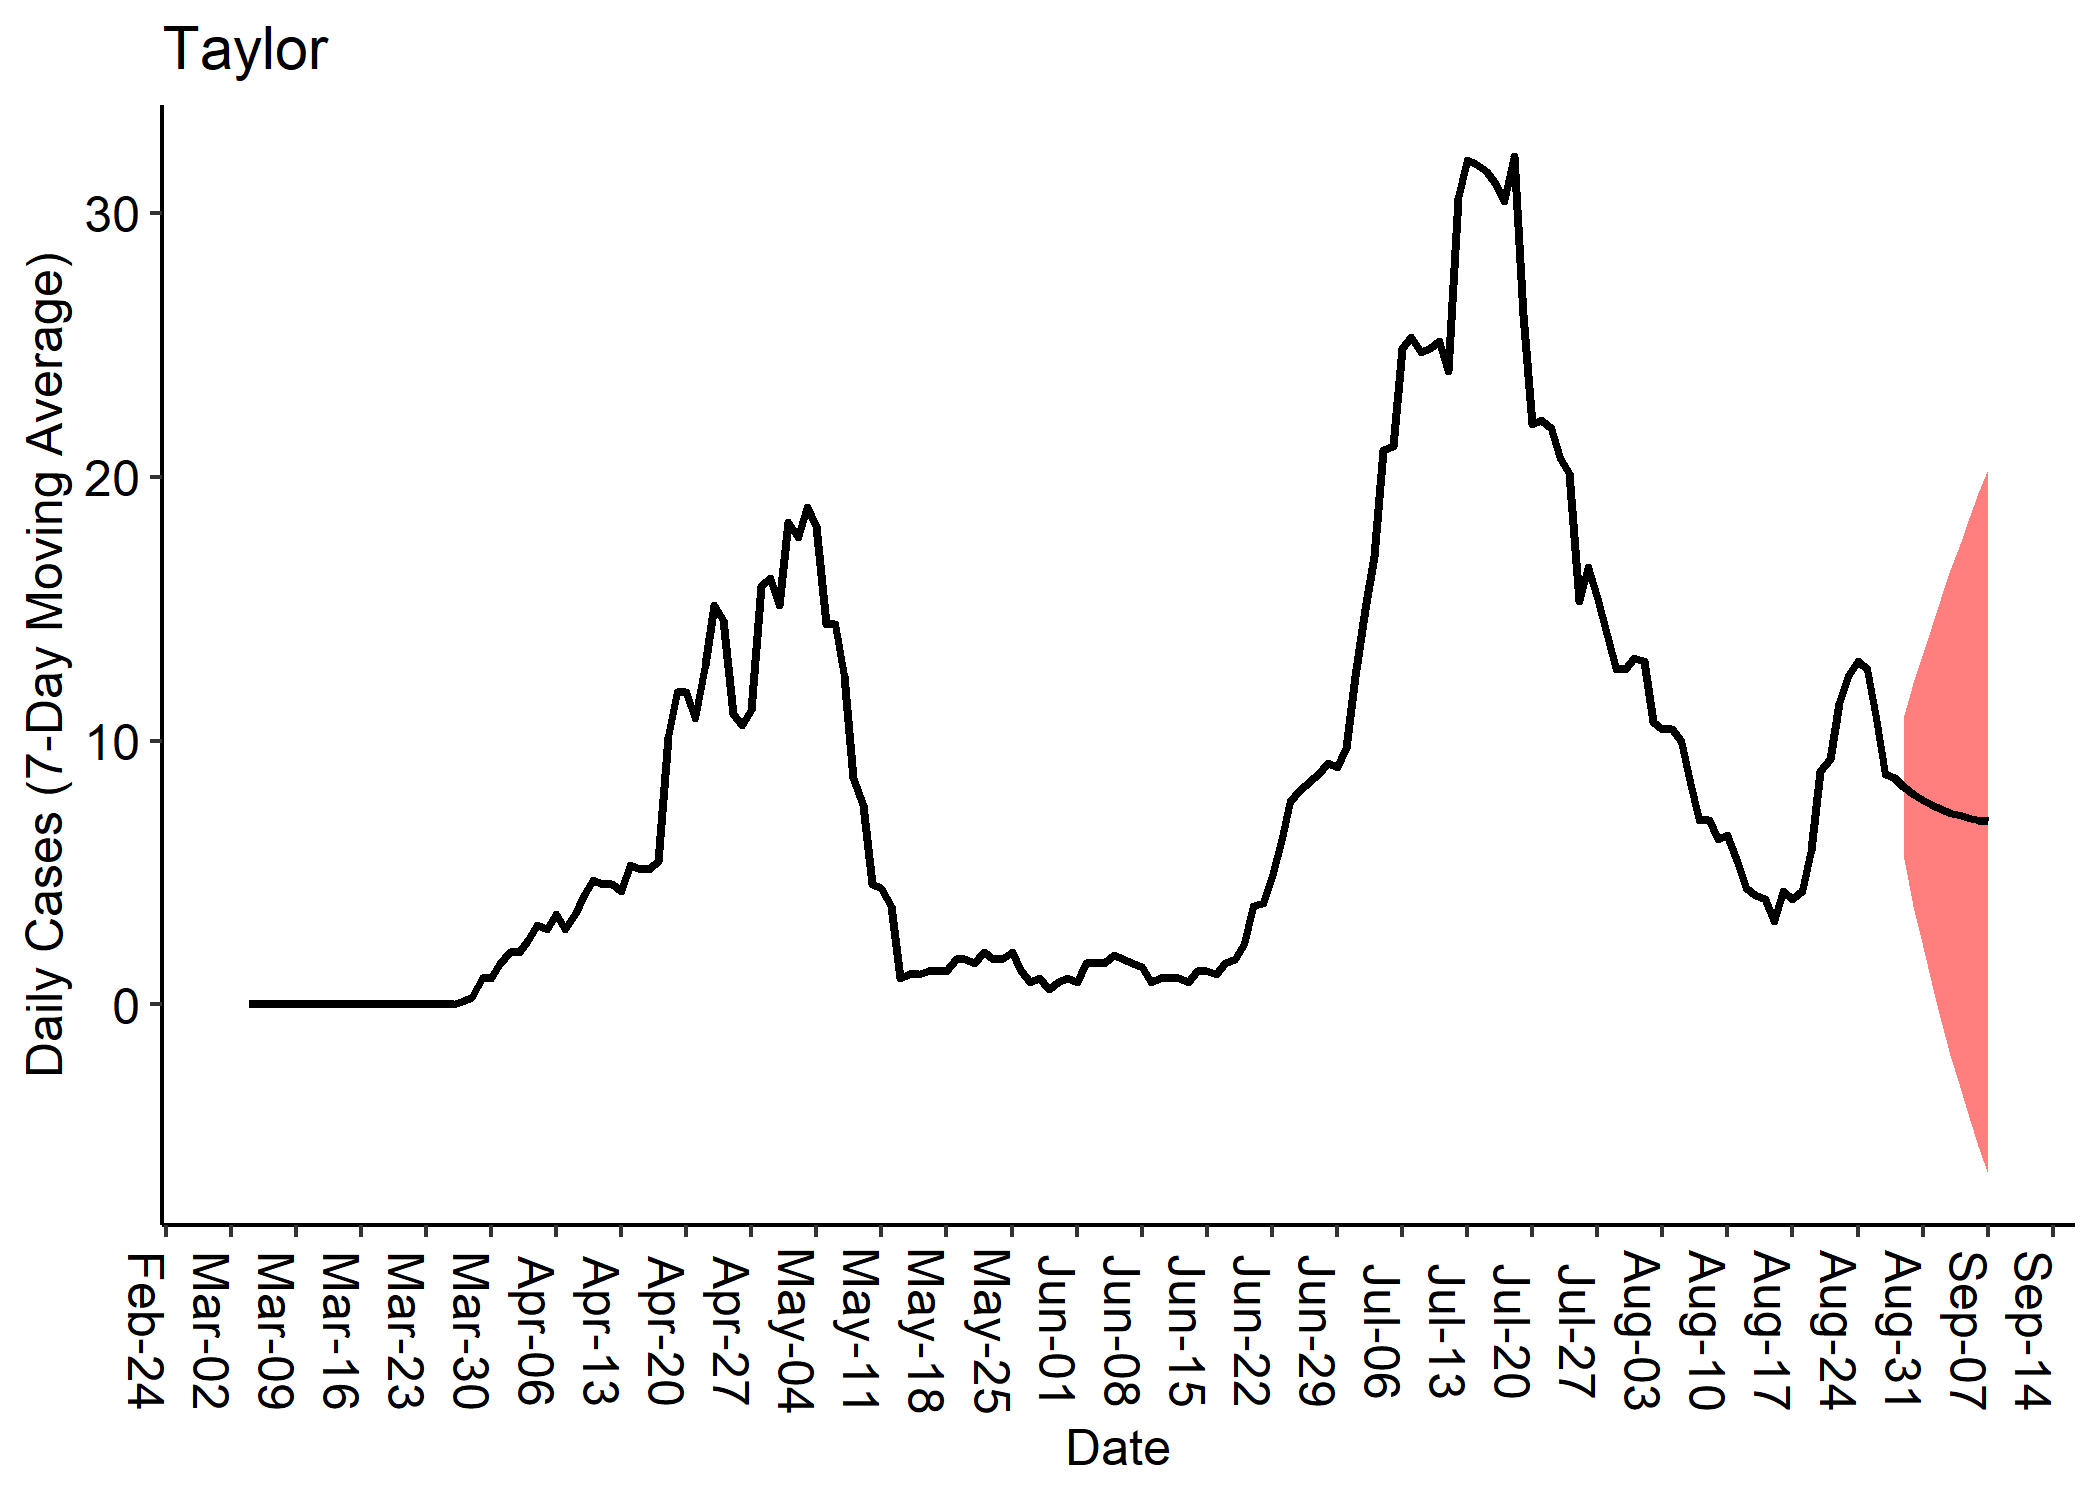 Taylor
Daily Cases (7-Day Moving Average)
30
20
10
0
Feb-24
Mar-02
Mar-09
Mar-16
Mar-23
Mar-30
Apr-06
Apr-13
Apr-20
Apr-27
May-04
May-11
May-18
May-25
Jun-01
Jun-08
Jun-15
Jun-22
Jun-29
Jul-06
Jul-13
Jul-20
Jul-27
Aug-03
Aug-10
Aug-17
Aug-24
Aug-31
Sep-07
Sep-14
Date